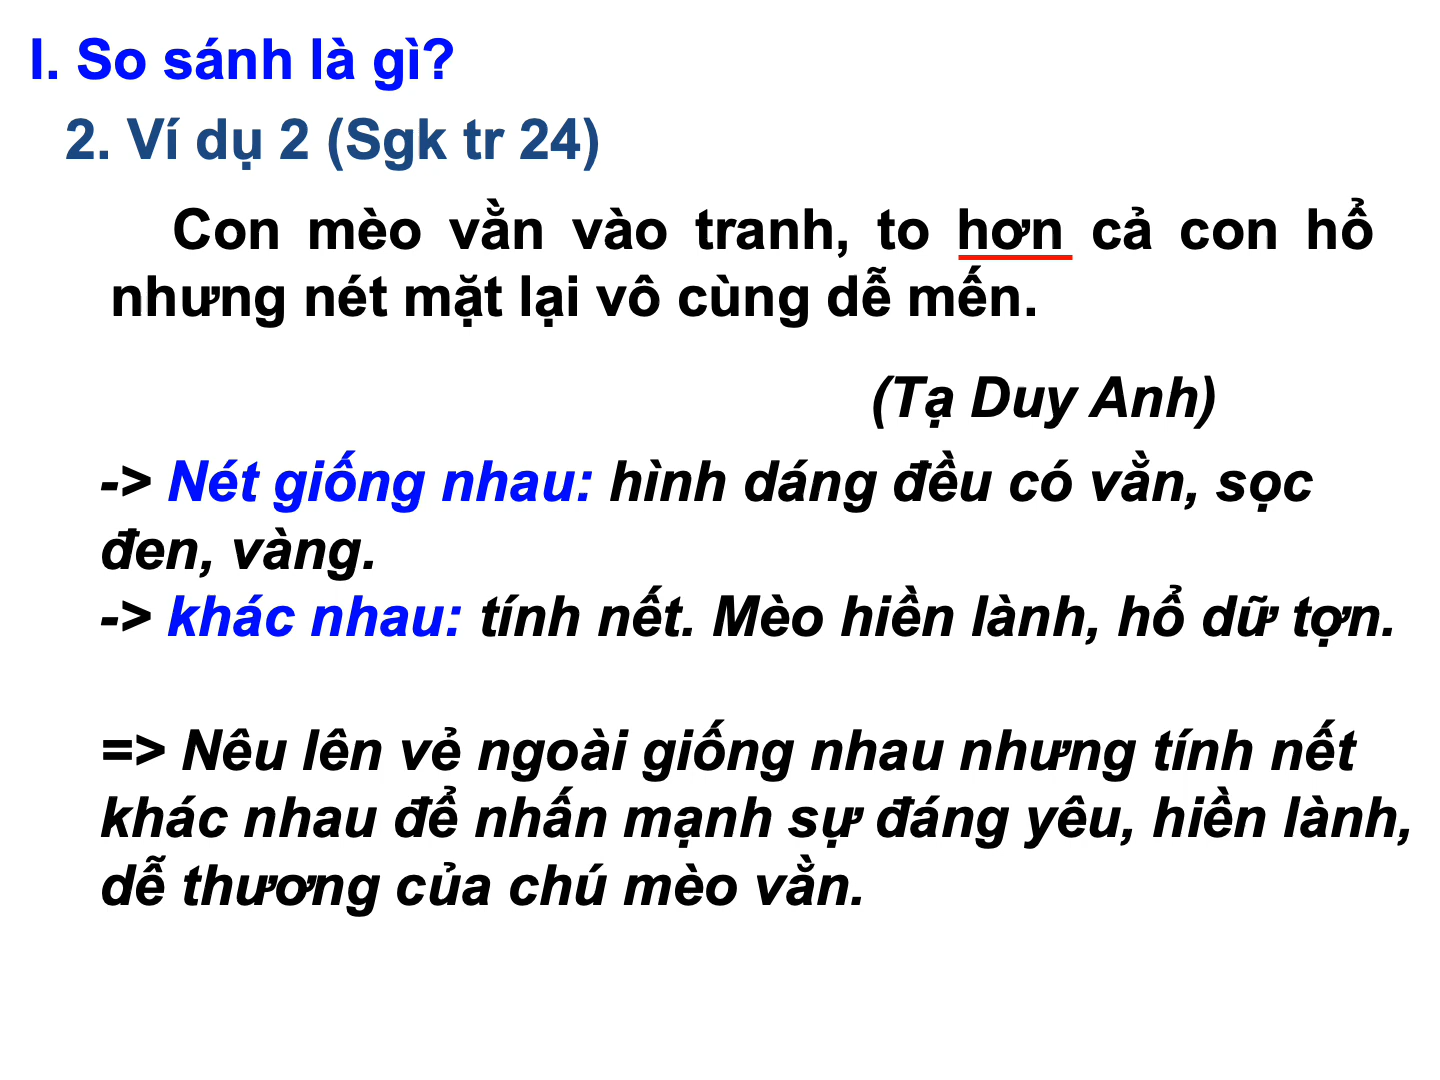 I. So sánh là gì?
2. Ví dụ 2 (Sgk tr 24)
Con mèo vằn vào tranh, to hơn cả con hổ
nhưng nét mặt lại vô cùng dễ mến.
(Tạ Duy Anh)
-> Nét giống nhau: hình dáng đều có vằn, sọc
đen, vàng.
-> khác nhau: tính nết. Mèo hiền lành, hổ dữ tợn.
=> Nêu lên vẻ ngoài giống nhau nhưng tính nết
khác nhau để nhấn mạnh sự đáng yêu, hiền lành,
dễ thương của chú mèo vằn.